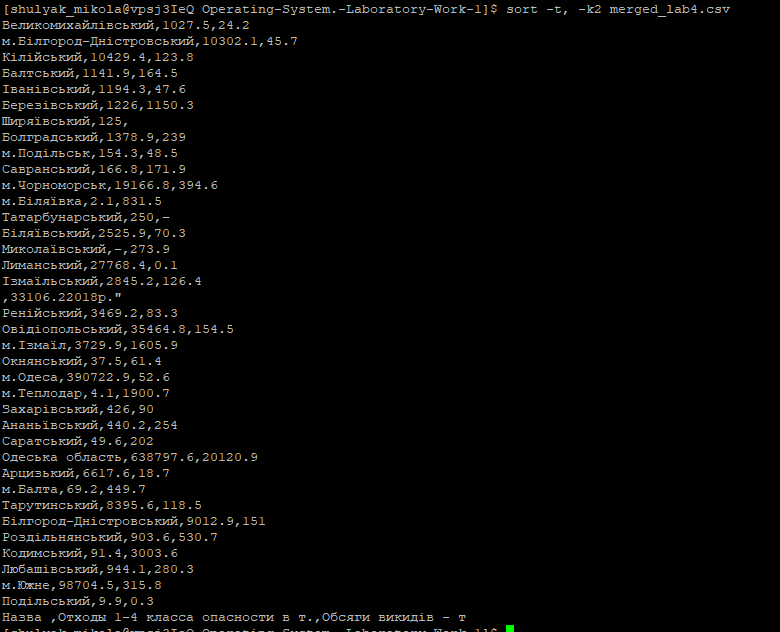 [shulyak_mikola@vpsj3IeQ Operating-System.-Laboratory-Work-1]$ sort -t, -k2 merged_lab4.csv
Великомихайлівський,1027.5,24.2
м.Білгород-Дністровський,10302.1,45.7
Кілійський,10429.4,123.8
Балтський,1141.9,164.5
Іванівський,1194.3,47.6
Березівський,1226,1150.3
Ширяївський,125,
Болградський,1378.9,239
м.Подільськ,154.3,48.5
Савранський,166.8,171.9
м.Чорноморськ,19166.8,394.6
м.Біляївка,2.1,831.5
Татарбунарський,250,-
Біляївський,2525.9,70.3
Миколаївський,-,273.9
Лиманський,27768.4,0.1
Ізмаїльський,2845.2,126.4
,33106.22018р."
Ренійський,3469.2,83.3
Овідіопольський,35464.8,154.5
м.Ізмаїл,3729.9,1605.9
Окнянський,37.5,61.4
м.Одеса,390722.9,52.6
м.Теплодар,4.1,1900.7
Захарівський,426,90
Ананьївський,440.2,254
Саратський,49.6,202
Одеська область,638797.6,20120.9
Арцизький,6617.6,18.7
м.Балта,69.2,449.7
Тарутинський,8395.6,118.5
Білгород-Дністровський,9012.9,151
Роздільнянський,903.6,530.7
Кодимський,91.4,3003.6
Любашівський,944.1,280.3
м.Южне,98704.5,315.8
Подільський,9.9,0.3
Назва ,Отходы 1-4 класса опасности в т.,Обсяги викидів - т
[shulyak_mikola@vpsj3IeQ Operating-System.-Laboratory-Work-1]$